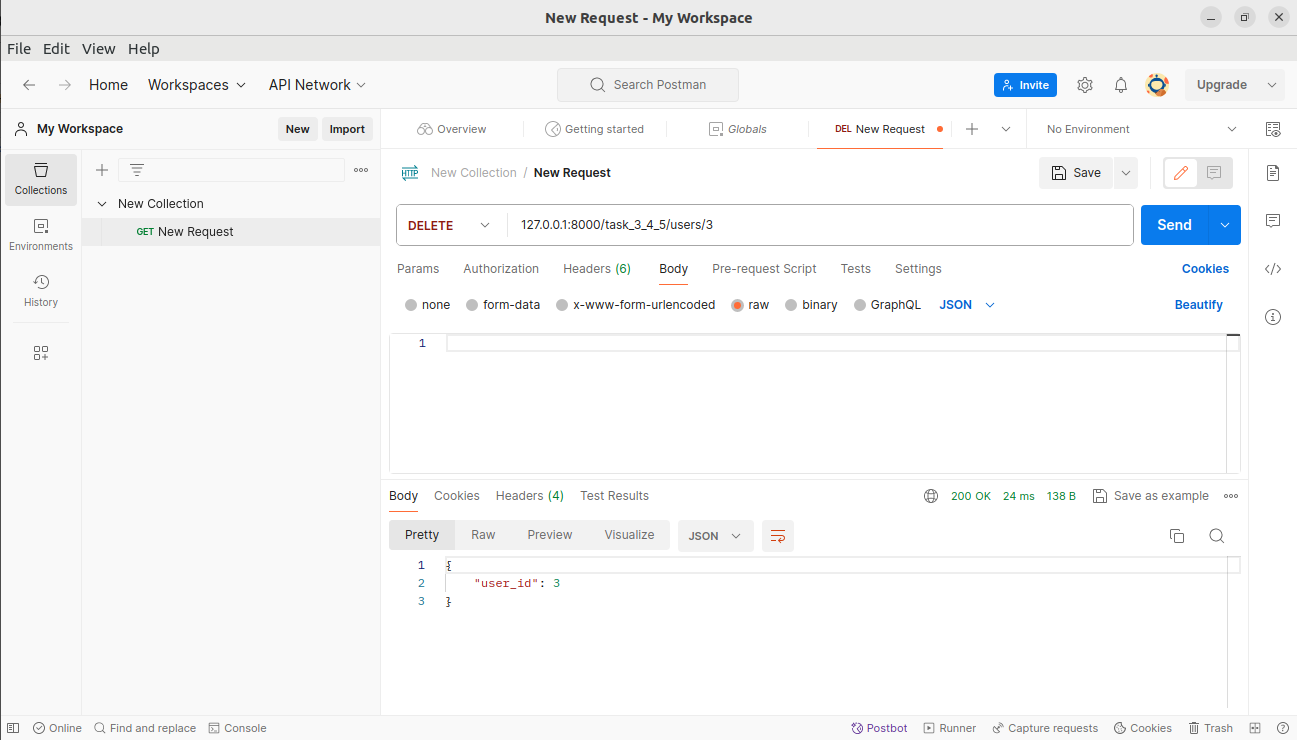 New Request - My Workspace
File Edit View Help
Home Workspaces API Network Search Postman Invite Upgrade
My Workspace New Import
Overview Getting started Globals DEL New Request No Environment
Collections
Environments
History
New Collection
GET New Request
HTTP New Collection / New Request Save
DELETE 127.0.0.1:8000/task_3_4_5/users/3 Send
Params Authorization Headers (6) Body Pre-request Script Tests Settings Cookies
none form-data x-www-form-urlencoded raw binary GraphQL JSON Beautify
1
Body Cookies Headers (4) Test Results 200 OK 24 ms 138 B Save as example
Pretty Raw Preview Visualize JSON
1 {
2 "user_id": 3
3 }
Online Find and replace Console Postbot Runner Capture requests Cookies Trash